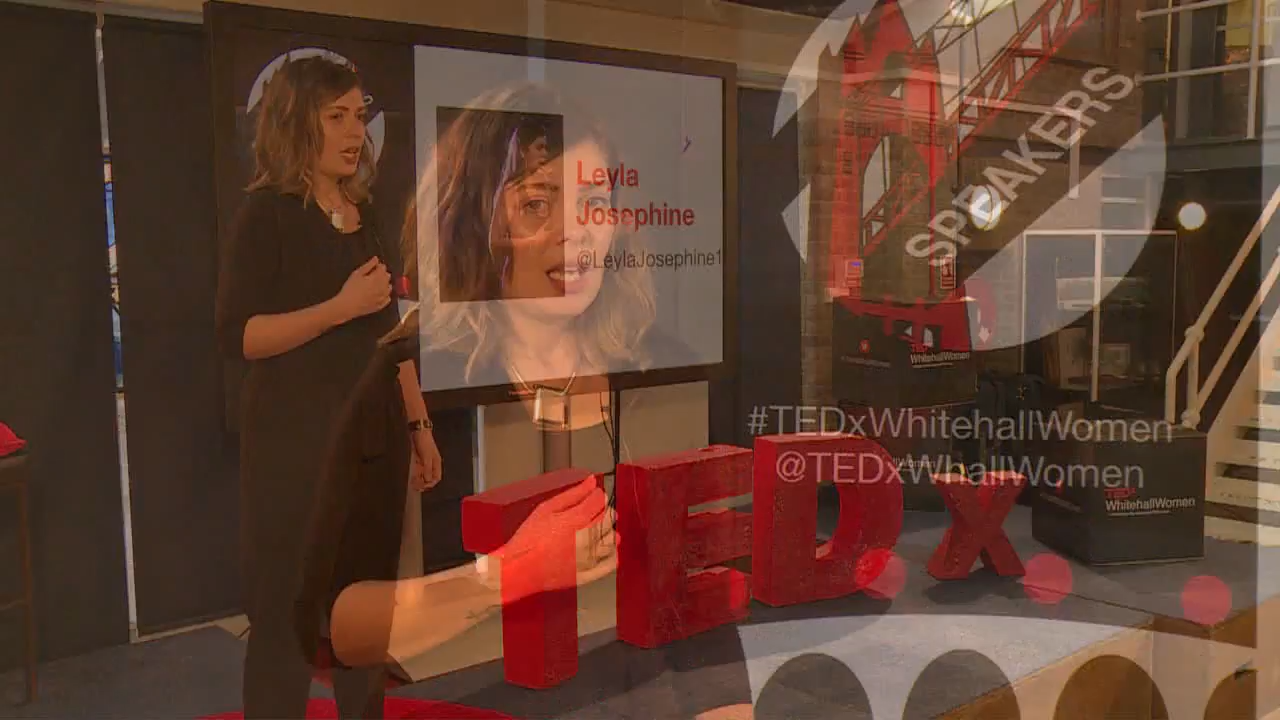 SPEAKERS
Leyla
Josephine
@LeylaJosephine1
TEDx
WhitehallWomen
#TEDxWhitehallWomen
@TEDxWhallWomen
TEDx
TEDx
WhitehallWomen